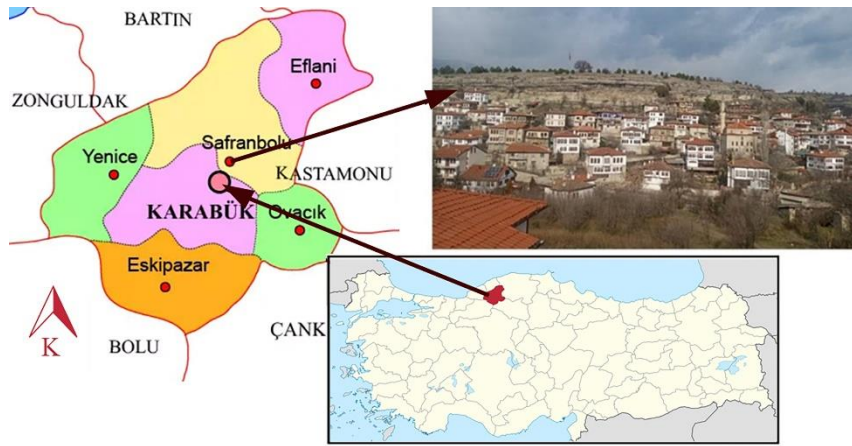 BARTIN
Eflani
ZONGULDAK
Safranbolu
Yenice
KASTAMONU
KARABÜK
Ovacık
Eskipazar
K
ÇANK
BOLU